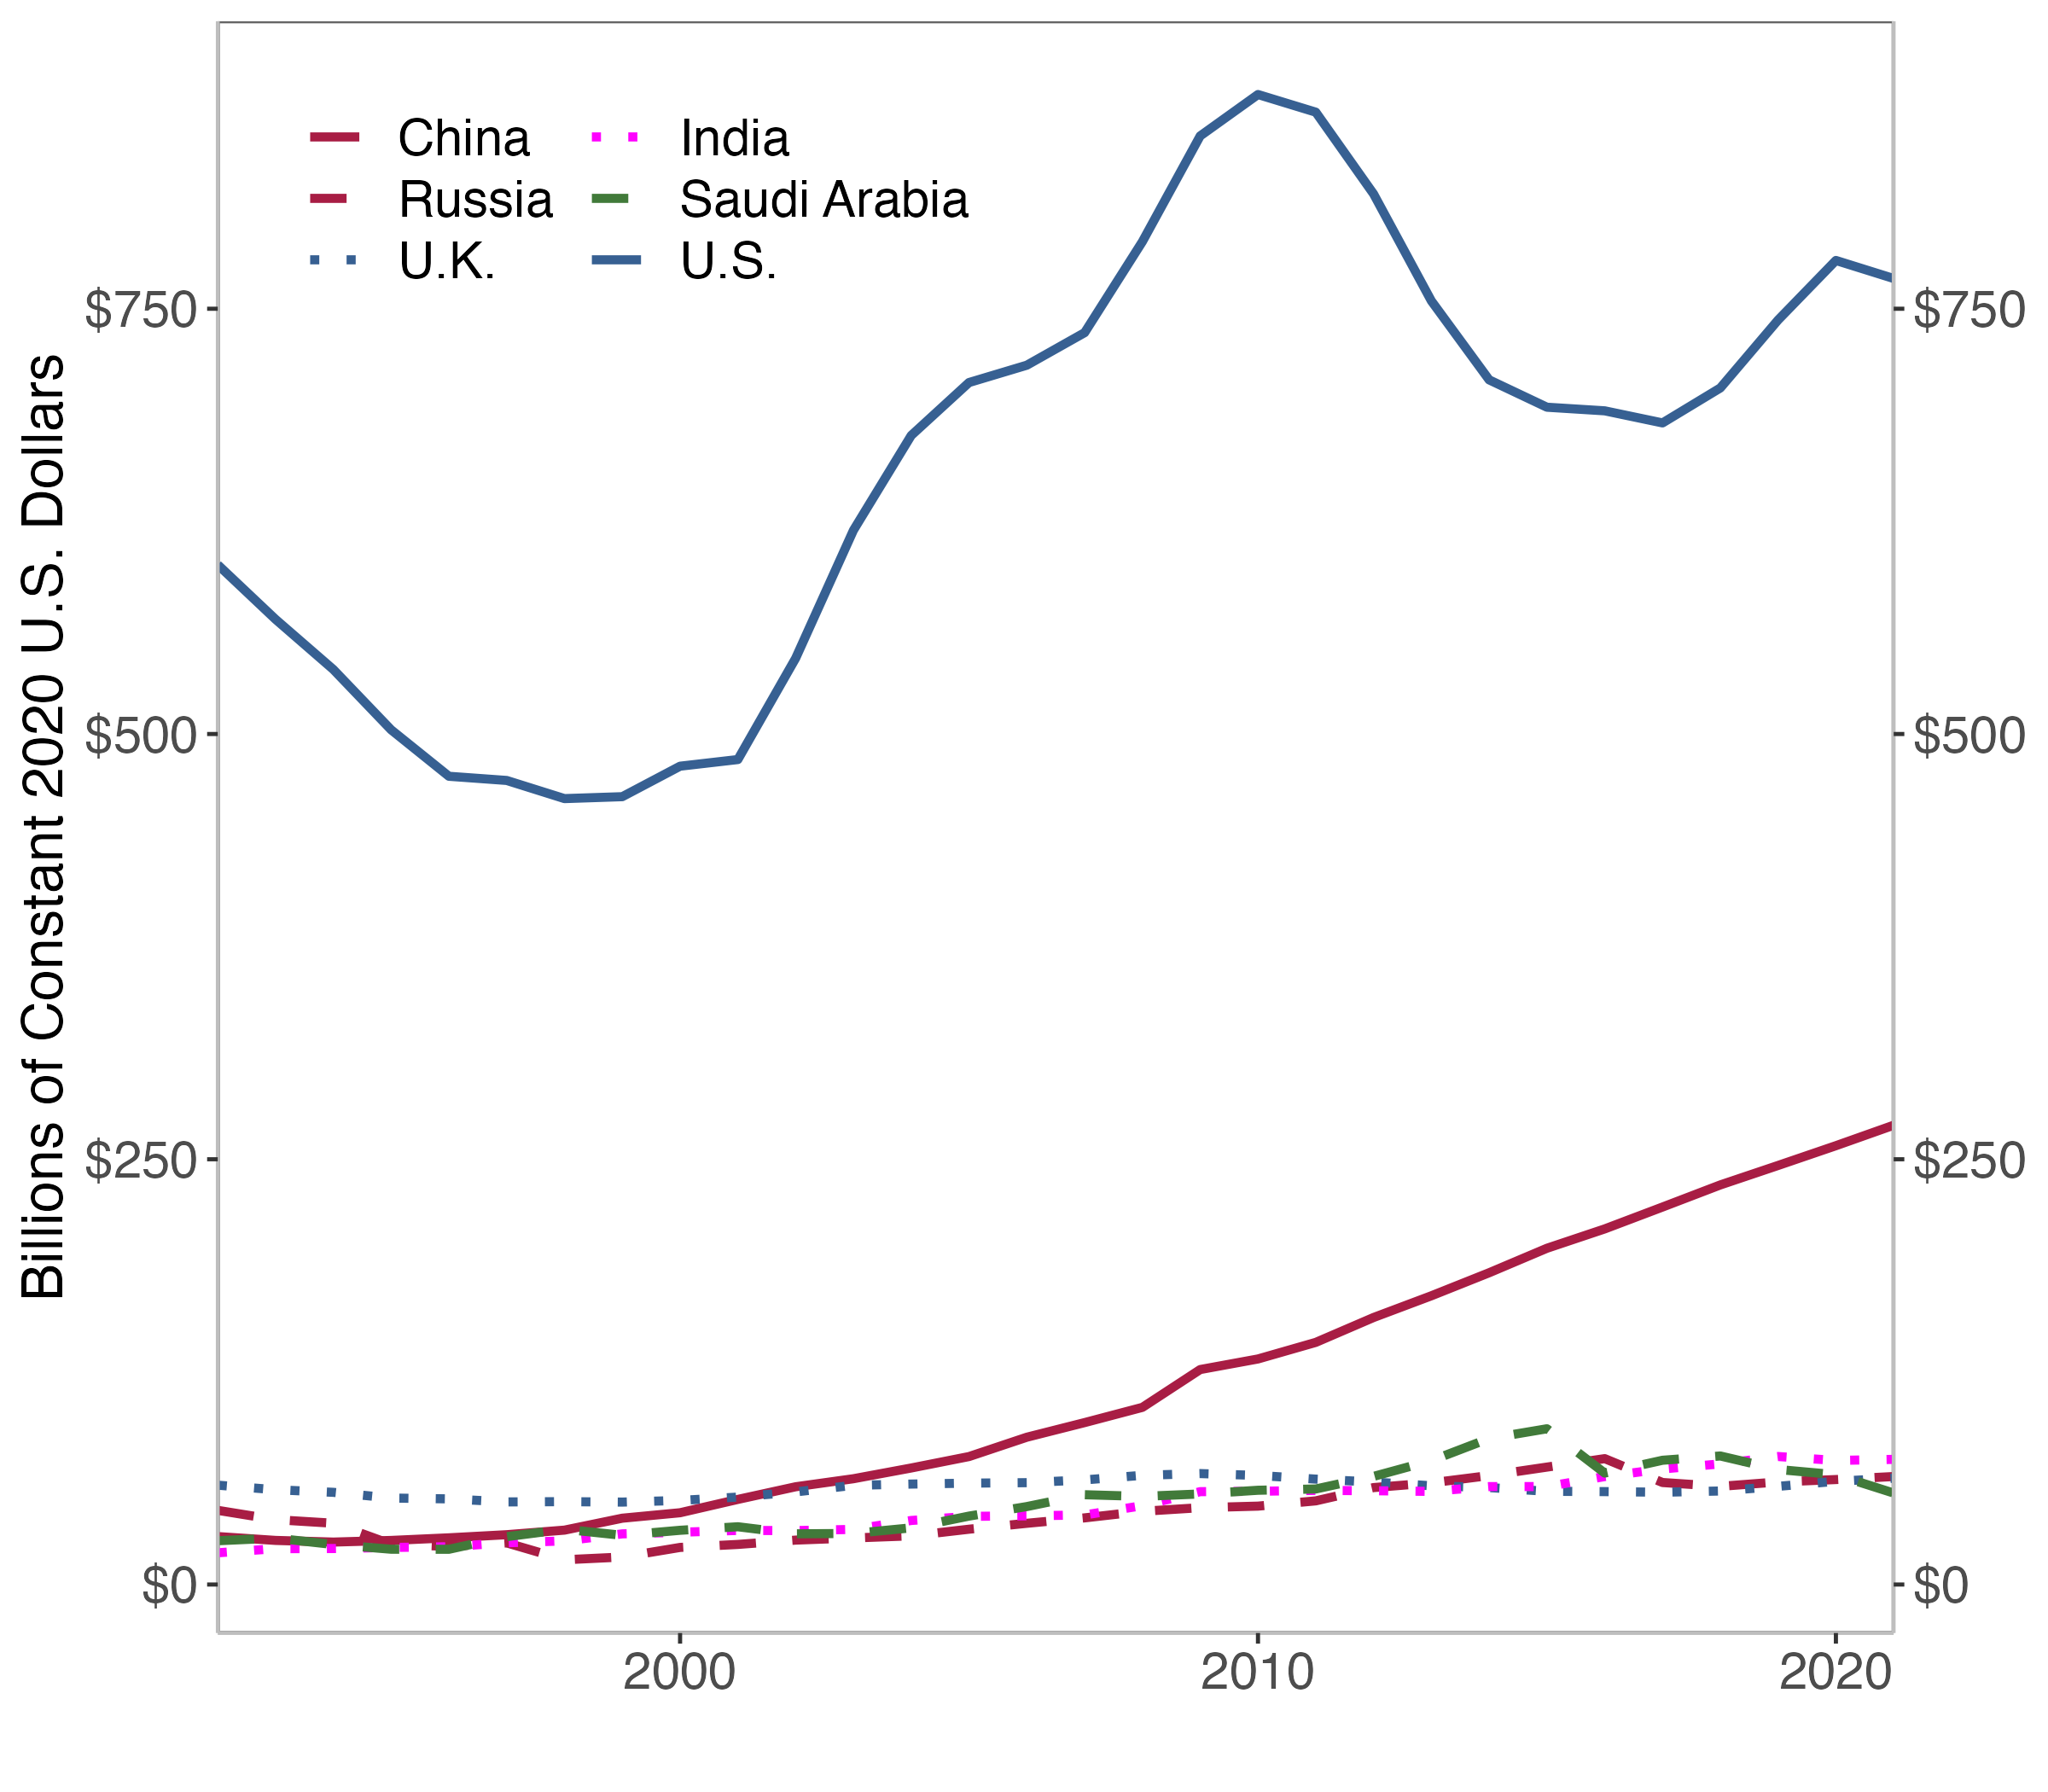 China
India
Russia
Saudi Arabia
U.K.
U.S.
Billions of Constant 2020 U.S. Dollars
$750
$500
$250
$0
$750
$500
$250
$0
2000
2010
2020